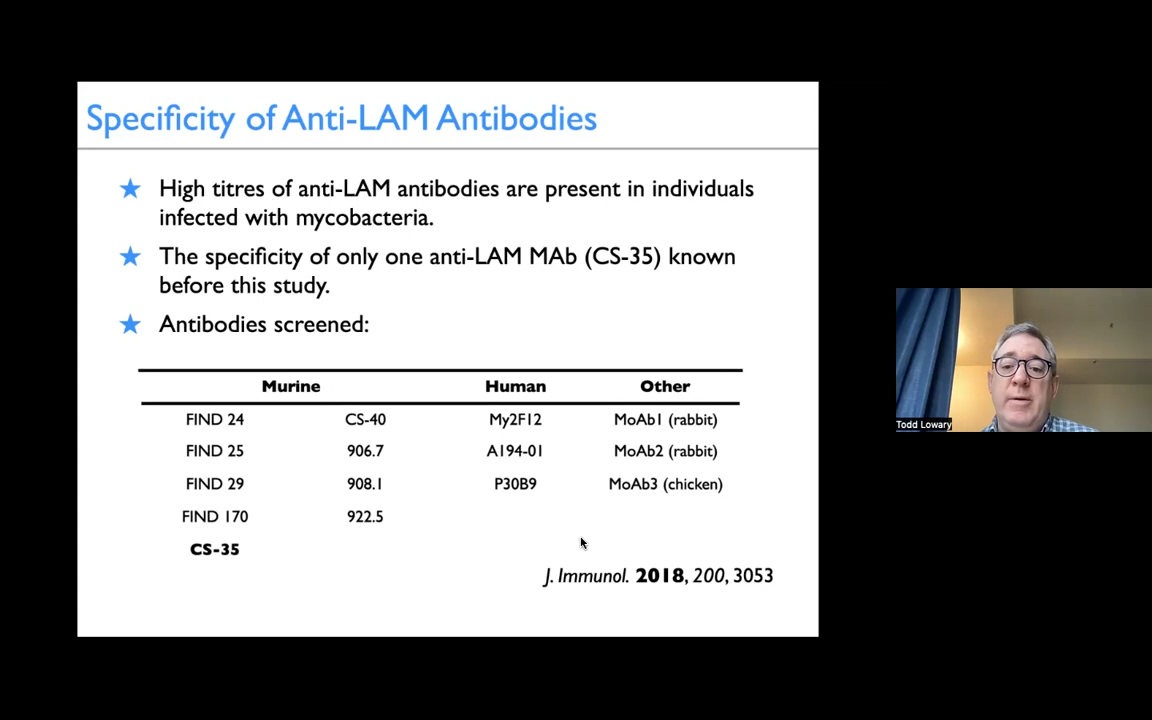 Specificity of Anti-LAM Antibodies
★ High titres of anti-LAM antibodies are present in individuals
infected with mycobacteria.
★ The specificity of only one anti-LAM MAb (CS-35) known
before this study.
★ Antibodies screened:
Murine Human Other
FIND 24 CS-40 My2F12 MoAb1 (rabbit)
FIND 25 906.7 A194-01 MoAb2 (rabbit)
FIND 29 908.1 P30B9 MoAb3 (chicken)
FIND 170 922.5
CS-35
J. Immunol. 2018, 200, 3053
Todd Lowary